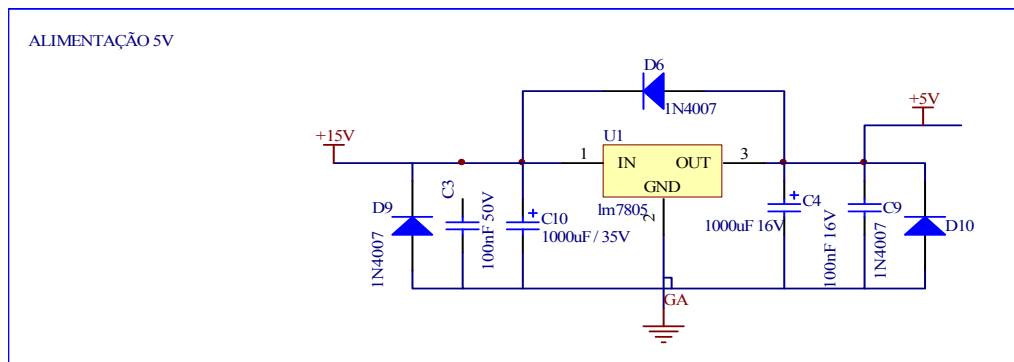 ALIMENTAÇÃO 5V
D6
1N4007
+5V
+15V
U1
1
IN
OUT
3
GND
lm7805
2
D9
1N4007
C3
100nF 50V
C10
1000uF / 35V
C4
1000uF 16V
C9
100nF 16V
1N4007
D10
GA